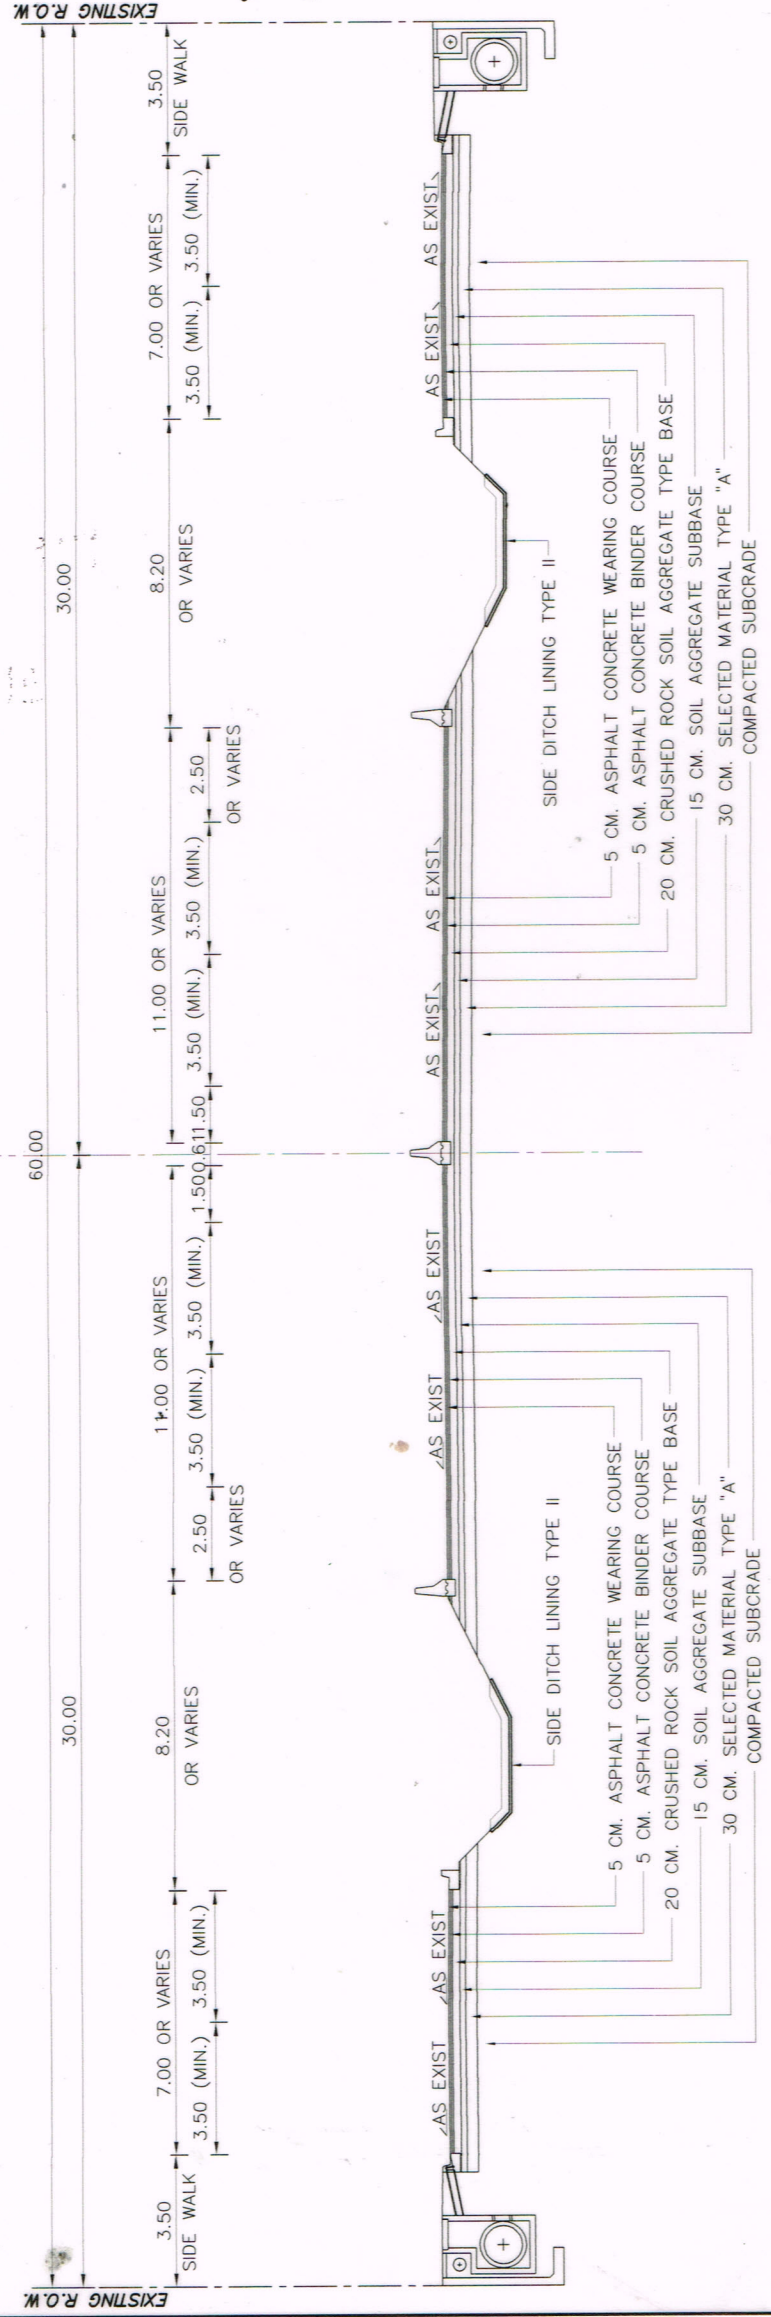 EXISTING R.O.W.
EXISTING R.O.W.
60.00
30.00
30.00
3.50
SIDE WALK
7.00 OR VARIES
3.50 (MIN.)
3.50 (MIN.)
8.20
OR VARIES
11.00 OR VARIES
2.50
OR VARIES
3.50 (MIN.)
3.50 (MIN.)
1.50
0.61
1.50
11.00 OR VARIES
3.50 (MIN.)
3.50 (MIN.)
2.50
OR VARIES
8.20
OR VARIES
7.00 OR VARIES
3.50 (MIN.)
3.50 (MIN.)
3.50
SIDE WALK
AS EXIST
AS EXIST
AS EXIST
AS EXIST
AS EXIST
AS EXIST
AS EXIST
AS EXIST
SIDE DITCH LINING TYPE II
SIDE DITCH LINING TYPE II
5 CM. ASPHALT CONCRETE WEARING COURSE
5 CM. ASPHALT CONCRETE BINDER COURSE
20 CM. CRUSHED ROCK SOIL AGGREGATE TYPE BASE
15 CM. SOIL AGGREGATE SUBBASE
30 CM. SELECTED MATERIAL TYPE "A"
COMPACTED SUBCRADE
5 CM. ASPHALT CONCRETE WEARING COURSE
5 CM. ASPHALT CONCRETE BINDER COURSE
20 CM. CRUSHED ROCK SOIL AGGREGATE TYPE BASE
15 CM. SOIL AGGREGATE SUBBASE
30 CM. SELECTED MATERIAL TYPE "A"
COMPACTED SUBCRADE